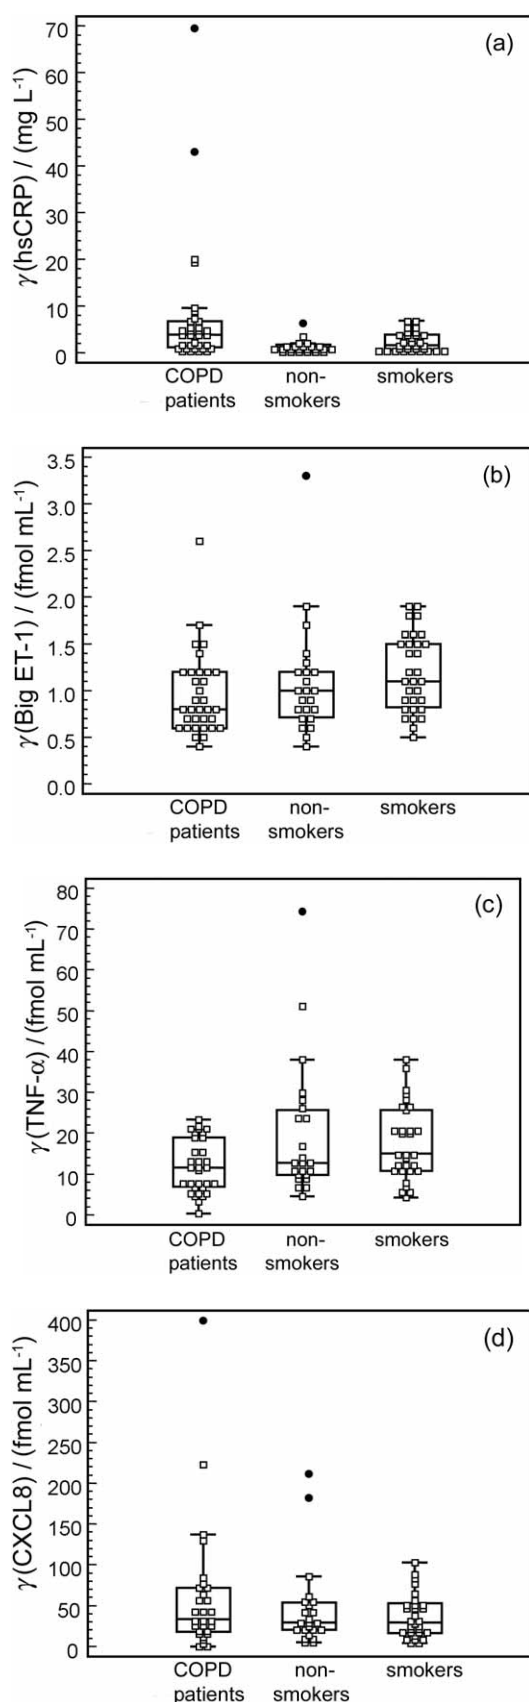 (a)
γ(hsCRP) / (mg L⁻¹)
70
60
50
40
30
20
10
0
COPD patients
non-smokers
smokers
(b)
γ(Big ET-1) / (fmol mL⁻¹)
3.5
3.0
2.5
2.0
1.5
1.0
0.5
0.0
COPD patients
non-smokers
smokers
(c)
γ(TNF-α) / (fmol mL⁻¹)
80
70
60
50
40
30
20
10
0
COPD patients
non-smokers
smokers
(d)
γ(CXCL8) / (fmol mL⁻¹)
400
350
300
250
200
150
100
50
0
COPD patients
non-smokers
smokers